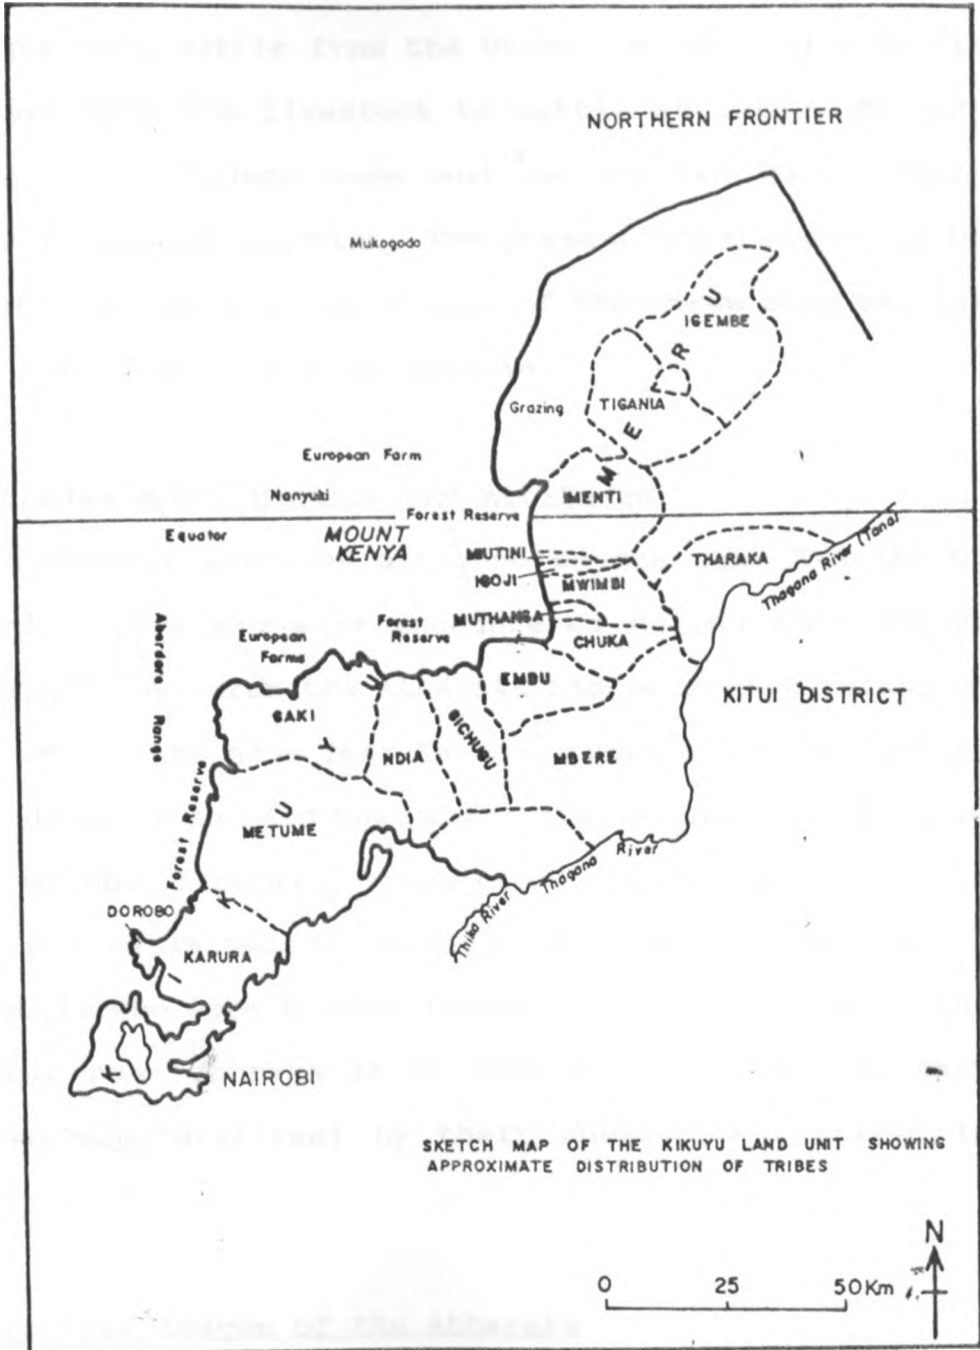 NORTHERN FRONTIER
Mukogodo
IGEMBE
MERU
Grazing
TIGANIA
European Farm
Nanyuki
IMENTI
Forest Reserve
Equator
MOUNT
KENYA
MIUTINI
IGOJI
MWIMBI
THARAKA
Thagana River (Tana)
MUTHANGA
CHUKA
Aberdare Range
European
Farms
Forest
Reserve
EMBU
KITUI DISTRICT
GAKI
NDIA
GICHUGU
MBERE
KIKUYU
METUME
Forest Reserve
Thika River
Thagana River
DOROBO
KARURA
NAIROBI
SKETCH MAP OF THE KIKUYU LAND UNIT SHOWING
APPROXIMATE DISTRIBUTION OF TRIBES
N
0 25 50Km